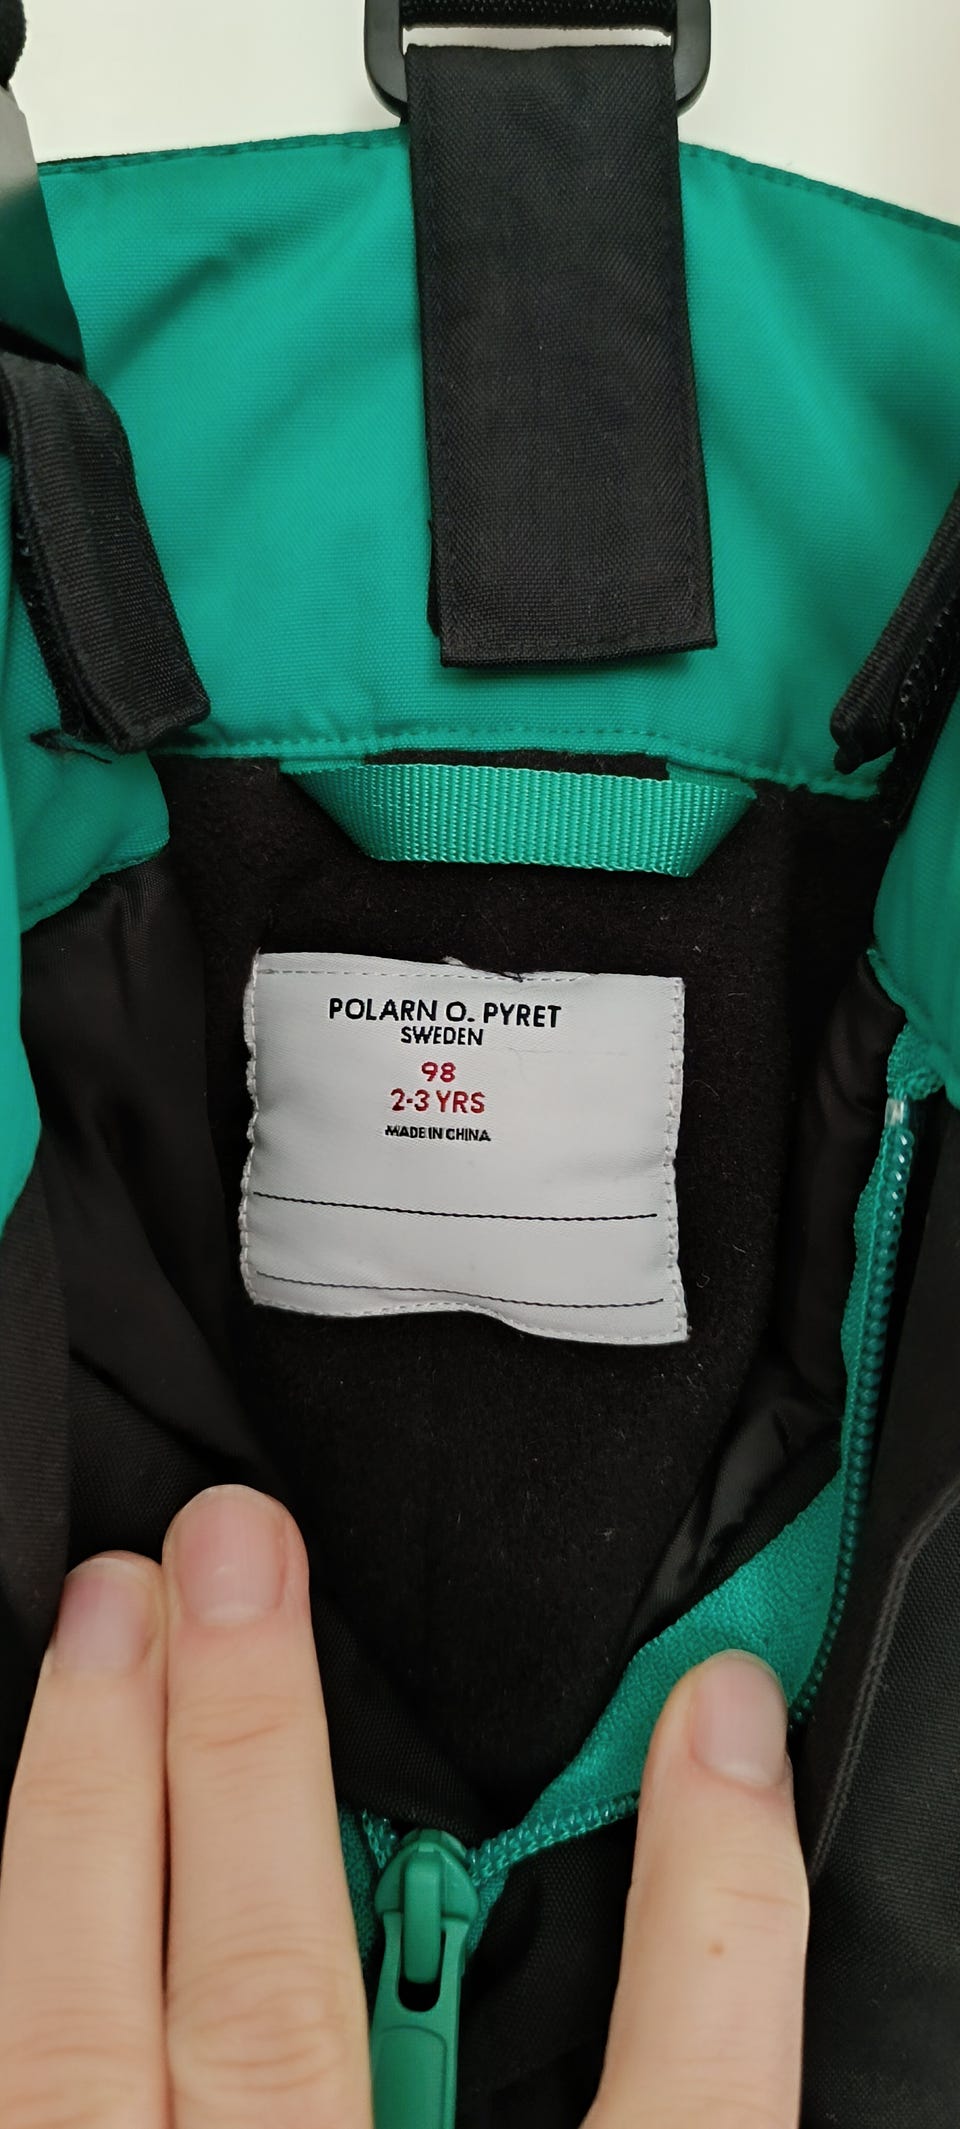 POLARN O. PYRET
SWEDEN
98
2-3 YRS
MADE IN CHINA